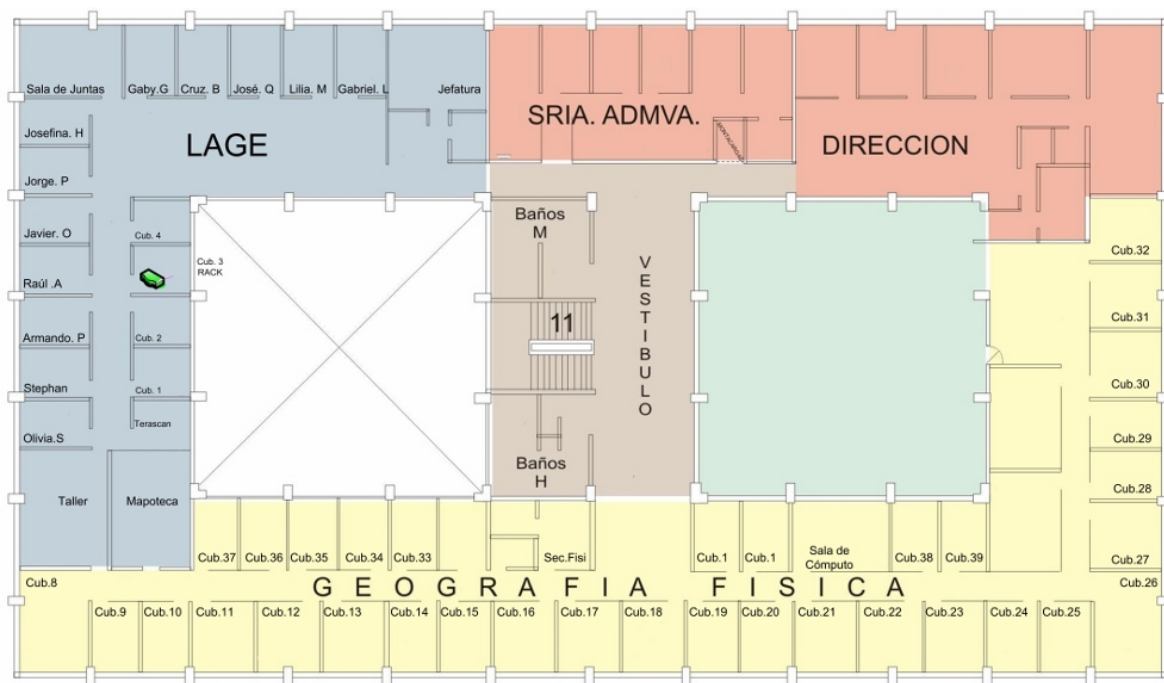 Sala de Juntas
Gaby.G
Cruz. B
José. Q
Lilia. M
Gabriel. L
Jefatura
SRIA. ADMVA.
MONTACARGAS
DIRECCION
LAGE
Josefina. H
Jorge. P
Javier. O
Raúl .A
Armando. P
Stephan
Olivia.S
Cub. 4
Cub. 3
RACK
Cub. 2
Cub. 1
Terascan
Taller
Mapoteca
Baños
M
11
Baños
H
VESTIBULO
Cub.32
Cub.31
Cub.30
Cub.29
Cub.28
Cub.27
Cub.26
Cub.37
Cub.36
Cub.35
Cub.34
Cub.33
Sec.Fisi
Cub.1
Cub.1
Sala de
Cómputo
Cub.38
Cub.39
GEOGRAFIA FISICA
Cub.8
Cub.9
Cub.10
Cub.11
Cub.12
Cub.13
Cub.14
Cub.15
Cub.16
Cub.17
Cub.18
Cub.19
Cub.20
Cub.21
Cub.22
Cub.23
Cub.24
Cub.25